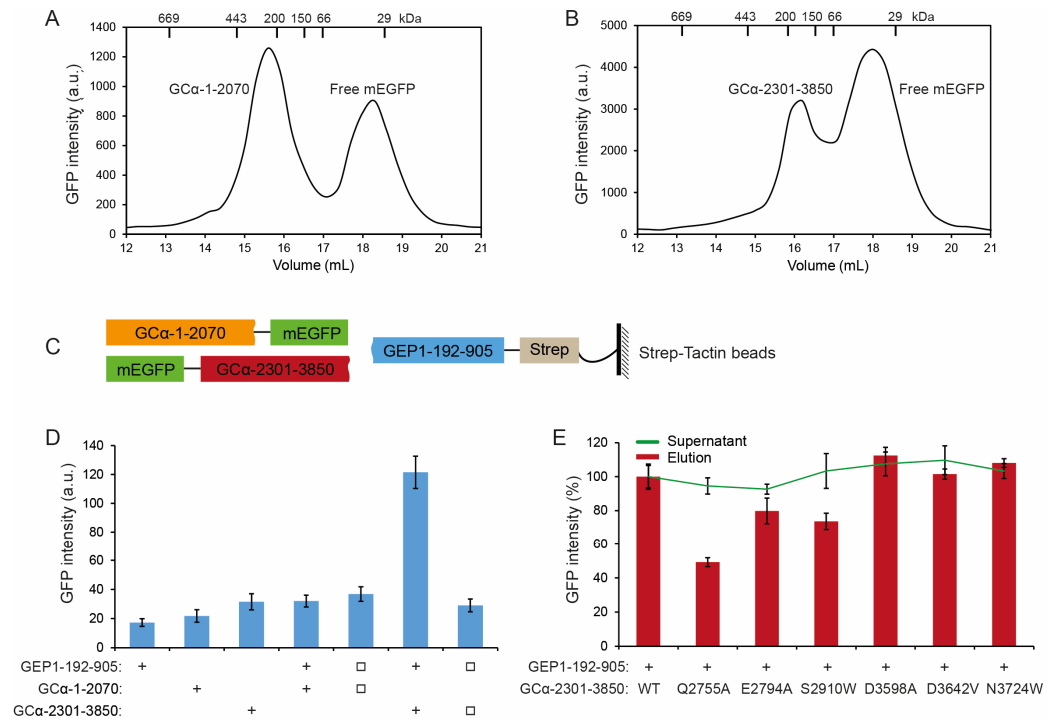 A
669 443 200 150 66 29 kDa
1400
1200
1000
800
600
400
200
0
GFP intensity (a.u.)
GCα-1-2070
Free mEGFP
12 13 14 15 16 17 18 19 20 21
Volume (mL)
B
669 443 200 150 66 29 kDa
5000
4000
3000
2000
1000
0
GFP intensity (a.u.)
GCα-2301-3850
Free mEGFP
12 13 14 15 16 17 18 19 20 21
Volume (mL)
C
GCα-1-2070 mEGFP
mEGFP GCα-2301-3850
GEP1-192-905 Strep
Strep-Tactin beads
D
140
120
100
80
60
40
20
0
GFP intensity (a.u.)
GEP1-192-905: + + □ + □
GCα-1-2070: + + □
GCα-2301-3850: + + □
E
Supernatant
Elution
120
100
80
60
40
20
0
GFP intensity (%)
GEP1-192-905: + + + + + + +
GCα-2301-3850: WT Q2755A E2794A S2910W D3598A D3642V N3724W